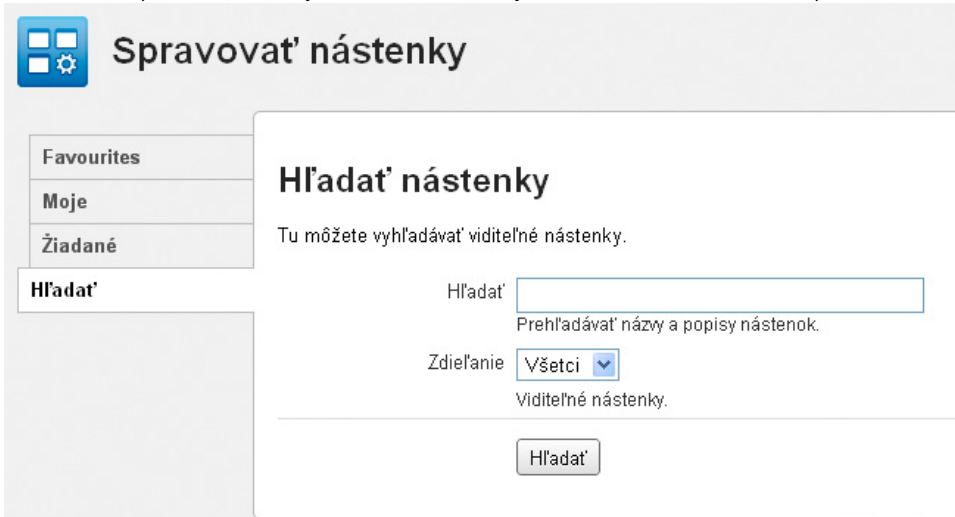 Spravovať nástenky
Favourites
Moje
Žiadané
Hľadať
Hľadať nástenky
Tu môžete vyhľadávať viditeľné nástenky.
Hľadať
Prehľadávať názvy a popisy nástenok.
Zdieľanie Všetci
Viditeľné nástenky.
Hľadať